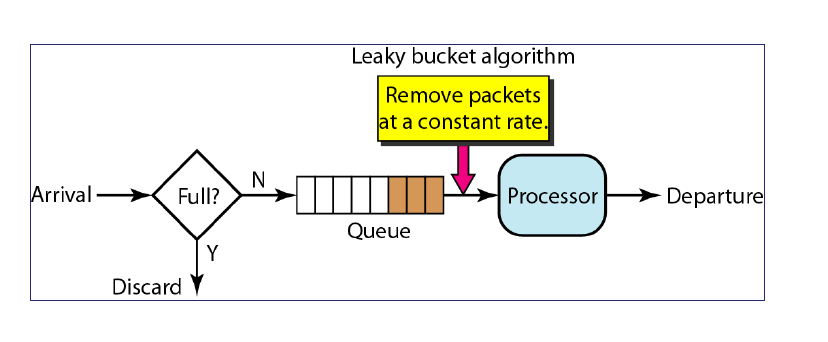 Leaky bucket algorithm
Remove packets
at a constant rate.
Arrival
Full?
N
Processor
Departure
Queue
Y
Discard